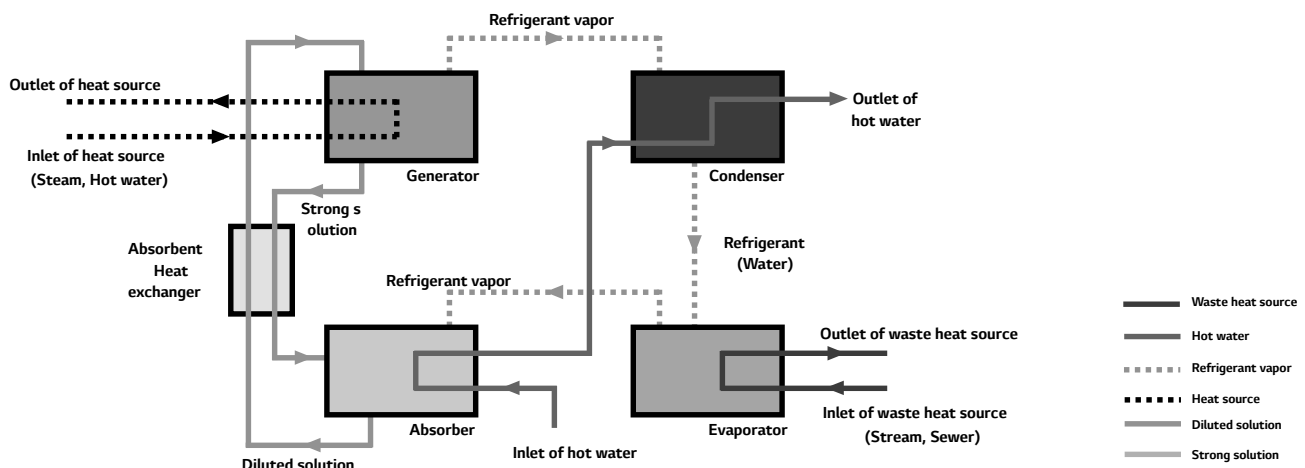 Refrigerant vapor
Outlet of heat source
Inlet of heat source
(Steam, Hot water)
Generator
Outlet of
hot water
Condenser
Strong s
olution
Absorbent
Heat
exchanger
Refrigerant
(Water)
Refrigerant vapor
Outlet of waste heat source
Absorber
Evaporator
Inlet of waste heat source
(Stream, Sewer)
Inlet of hot water
Diluted solution
Waste heat source
Hot water
Refrigerant vapor
Heat source
Diluted solution
Strong solution